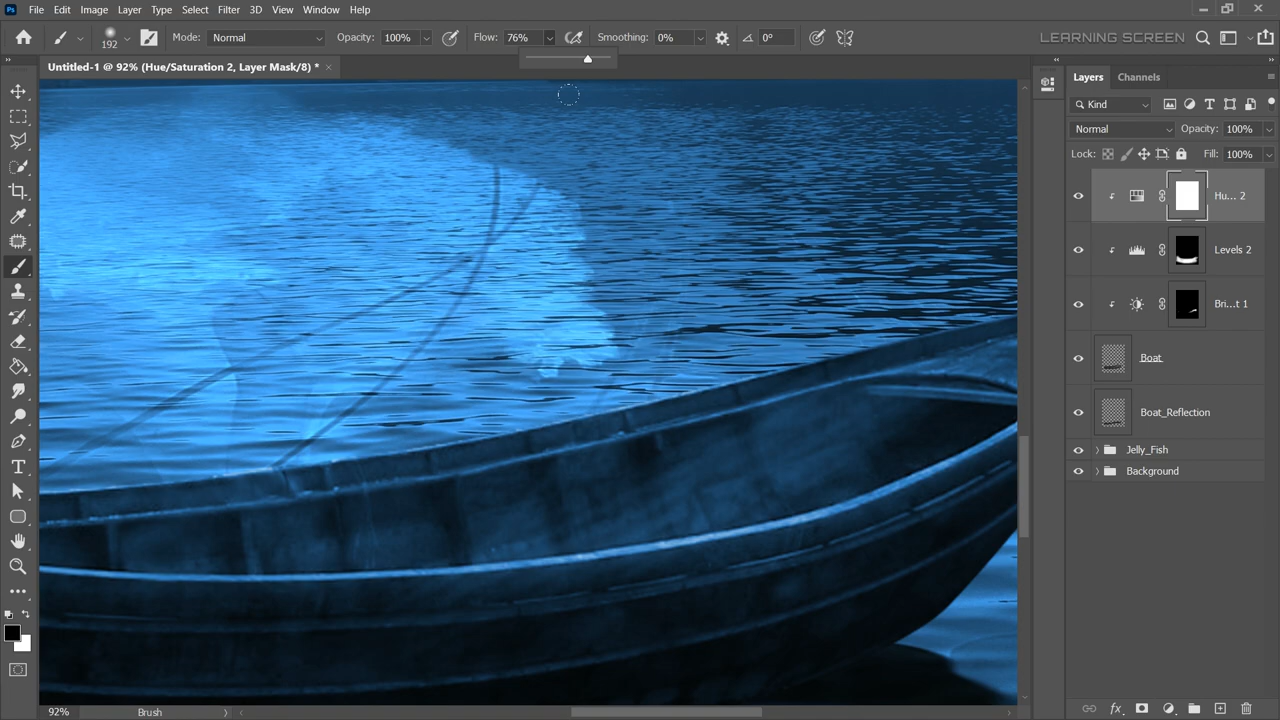 Ps File Edit Image Layer Type Select Filter 3D View Window Help
192 Mode: Normal Opacity: 100% Flow: 76% Smoothing: 0% 0° LEARNING SCREEN
Untitled-1 @ 92% (Hue/Saturation 2, Layer Mask/8) * ×
Layers Channels
Kind
Normal Opacity: 100%
Lock: Fill: 100%
Hu... 2
Levels 2
Bri...t 1
Boat
Boat_Reflection
Jelly_Fish
Background
92% Brush